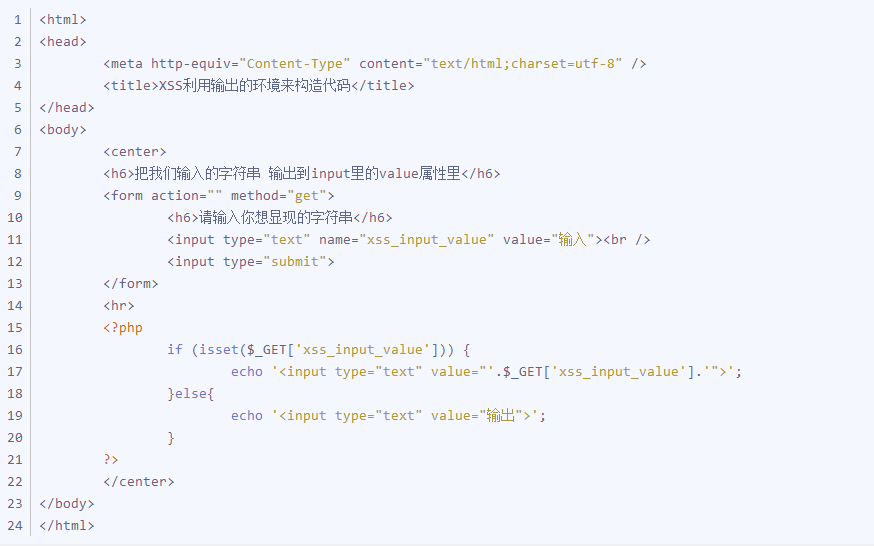 1 <html>
2 <head>
3 <meta http-equiv="Content-Type" content="text/html;charset=utf-8" />
4 <title>XSS利用输出的环境来构造代码</title>
5 </head>
6 <body>
7 <center>
8 <h6>把我们输入的字符串 输出到input里的value属性里</h6>
9 <form action="" method="get">
10 <h6>请输入你想显现的字符串</h6>
11 <input type="text" name="xss_input_value" value="输入"><br />
12 <input type="submit">
13 </form>
14 <hr>
15 <?php
16 if (isset($_GET['xss_input_value'])) {
17 echo '<input type="text" value="'.$_GET['xss_input_value'].'">';
18 }else{
19 echo '<input type="text" value="输出">';
20 }
21 ?>
22 </center>
23 </body>
24 </html>